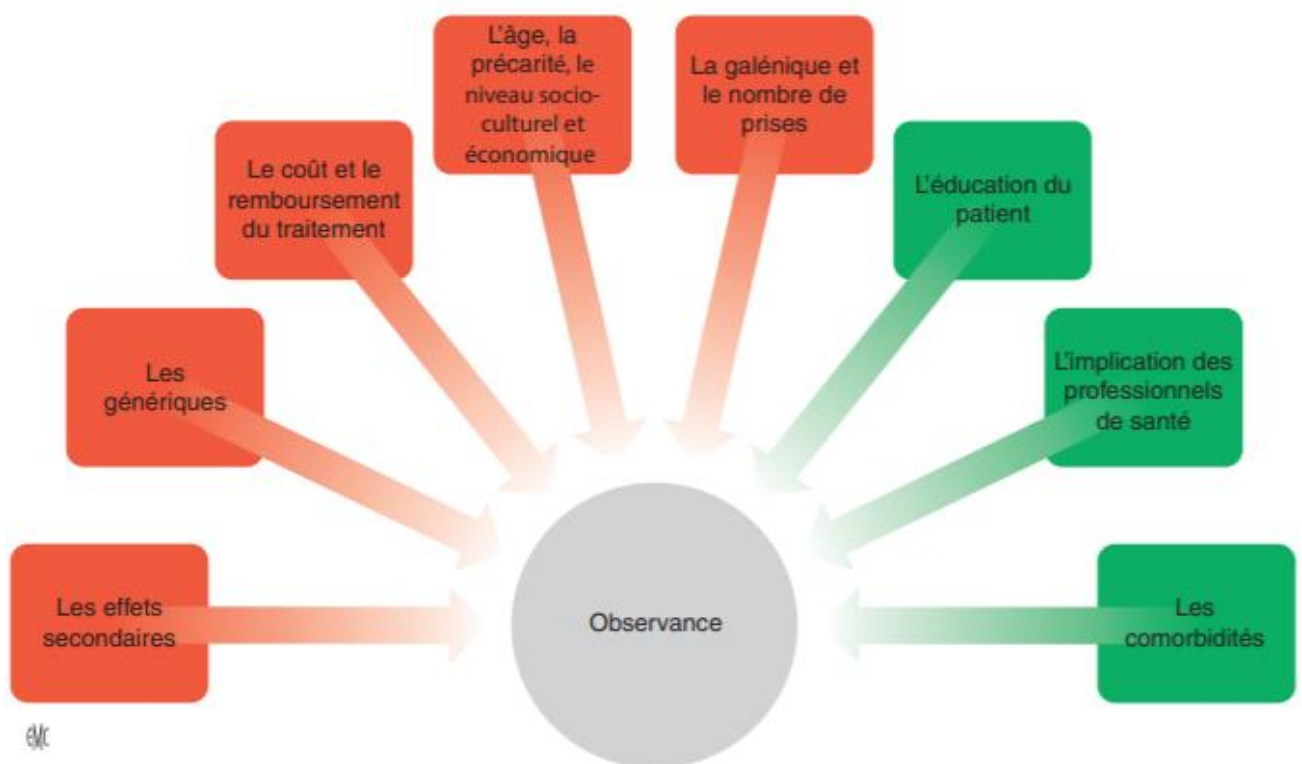 L'âge, la
précarité, le
niveau socio-
culturel et
économique
La galénique et
le nombre de
prises
Le coût et le
remboursement
du traitement
L'éducation du
patient
Les
génériques
L'implication des
professionnels
de santé
Les effets
secondaires
Observance
Les
comorbidités
EMC